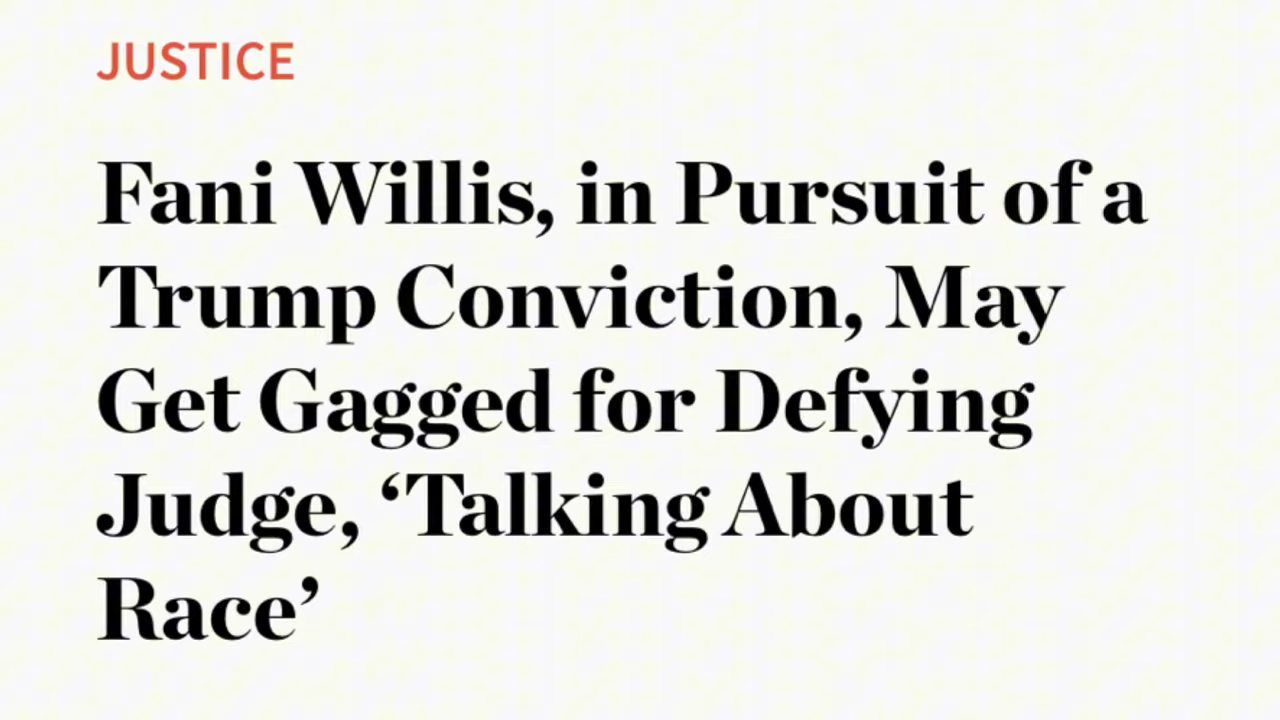 JUSTICE
Fani Willis, in Pursuit of a
Trump Conviction, May
Get Gagged for Defying
Judge, ‘Talking About
Race’